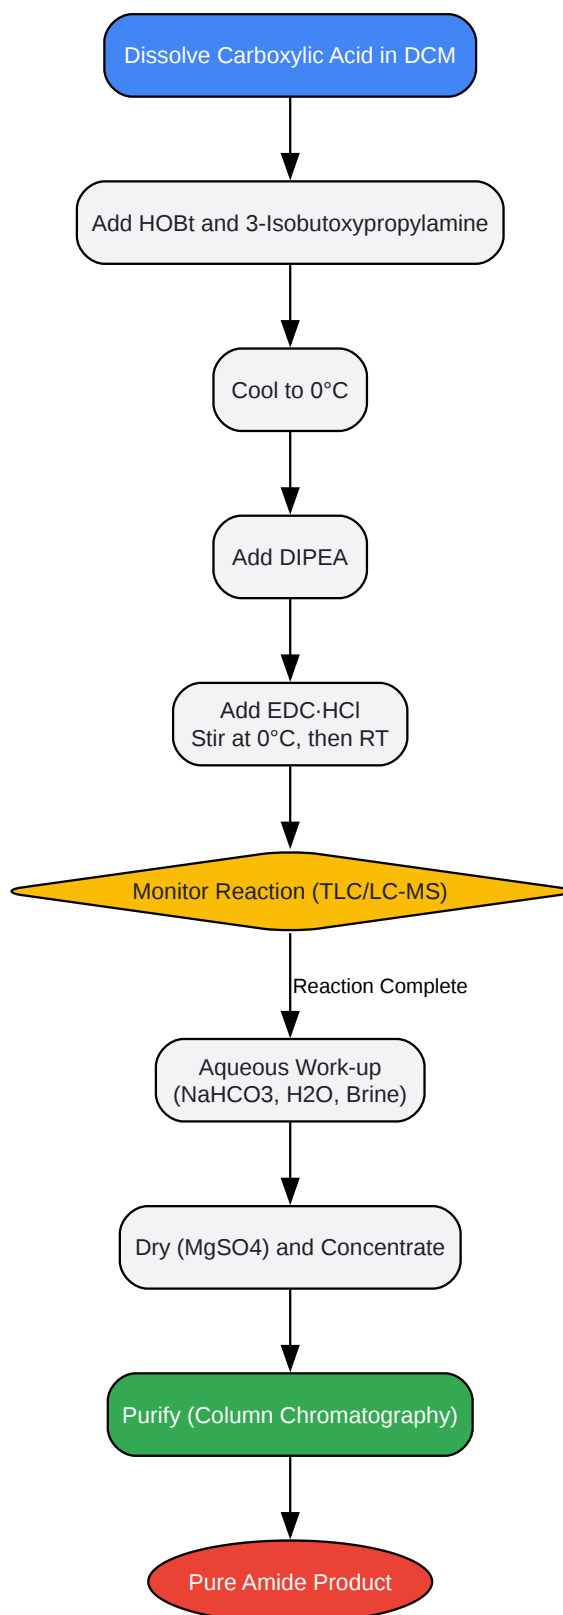 Dissolve Carboxylic Acid in DCM
Add HOBt and 3-Isobutoxypropylamine
Cool to 0°C
Add DIPEA
Add EDC·HCl
Stir at 0°C, then RT
Monitor Reaction (TLC/LC-MS)
Reaction Complete
Aqueous Work-up
(NaHCO3, H2O, Brine)
Dry (MgSO4) and Concentrate
Purify (Column Chromatography)
Pure Amide Product